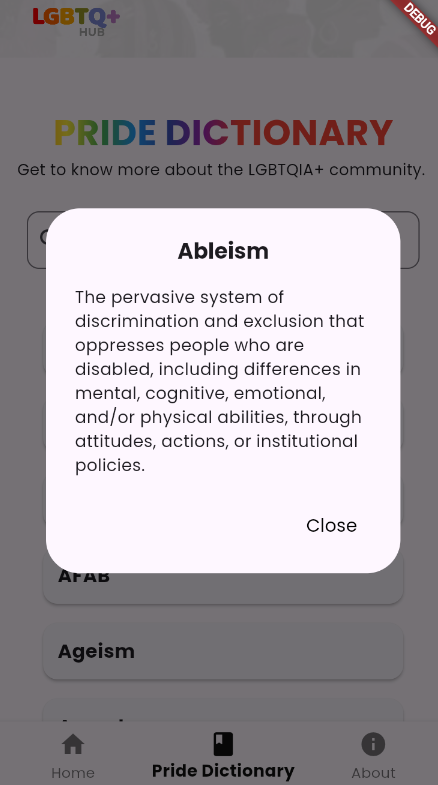 LGBTQ+
HUB
DEBUG
PRIDE DICTIONARY
Get to know more about the LGBTQIA+ community.
Ableism
The pervasive system of
discrimination and exclusion that
oppresses people who are
disabled, including differences in
mental, cognitive, emotional,
and/or physical abilities, through
attitudes, actions, or institutional
policies.
Close
AFAB
Ageism
Home
Pride Dictionary
About